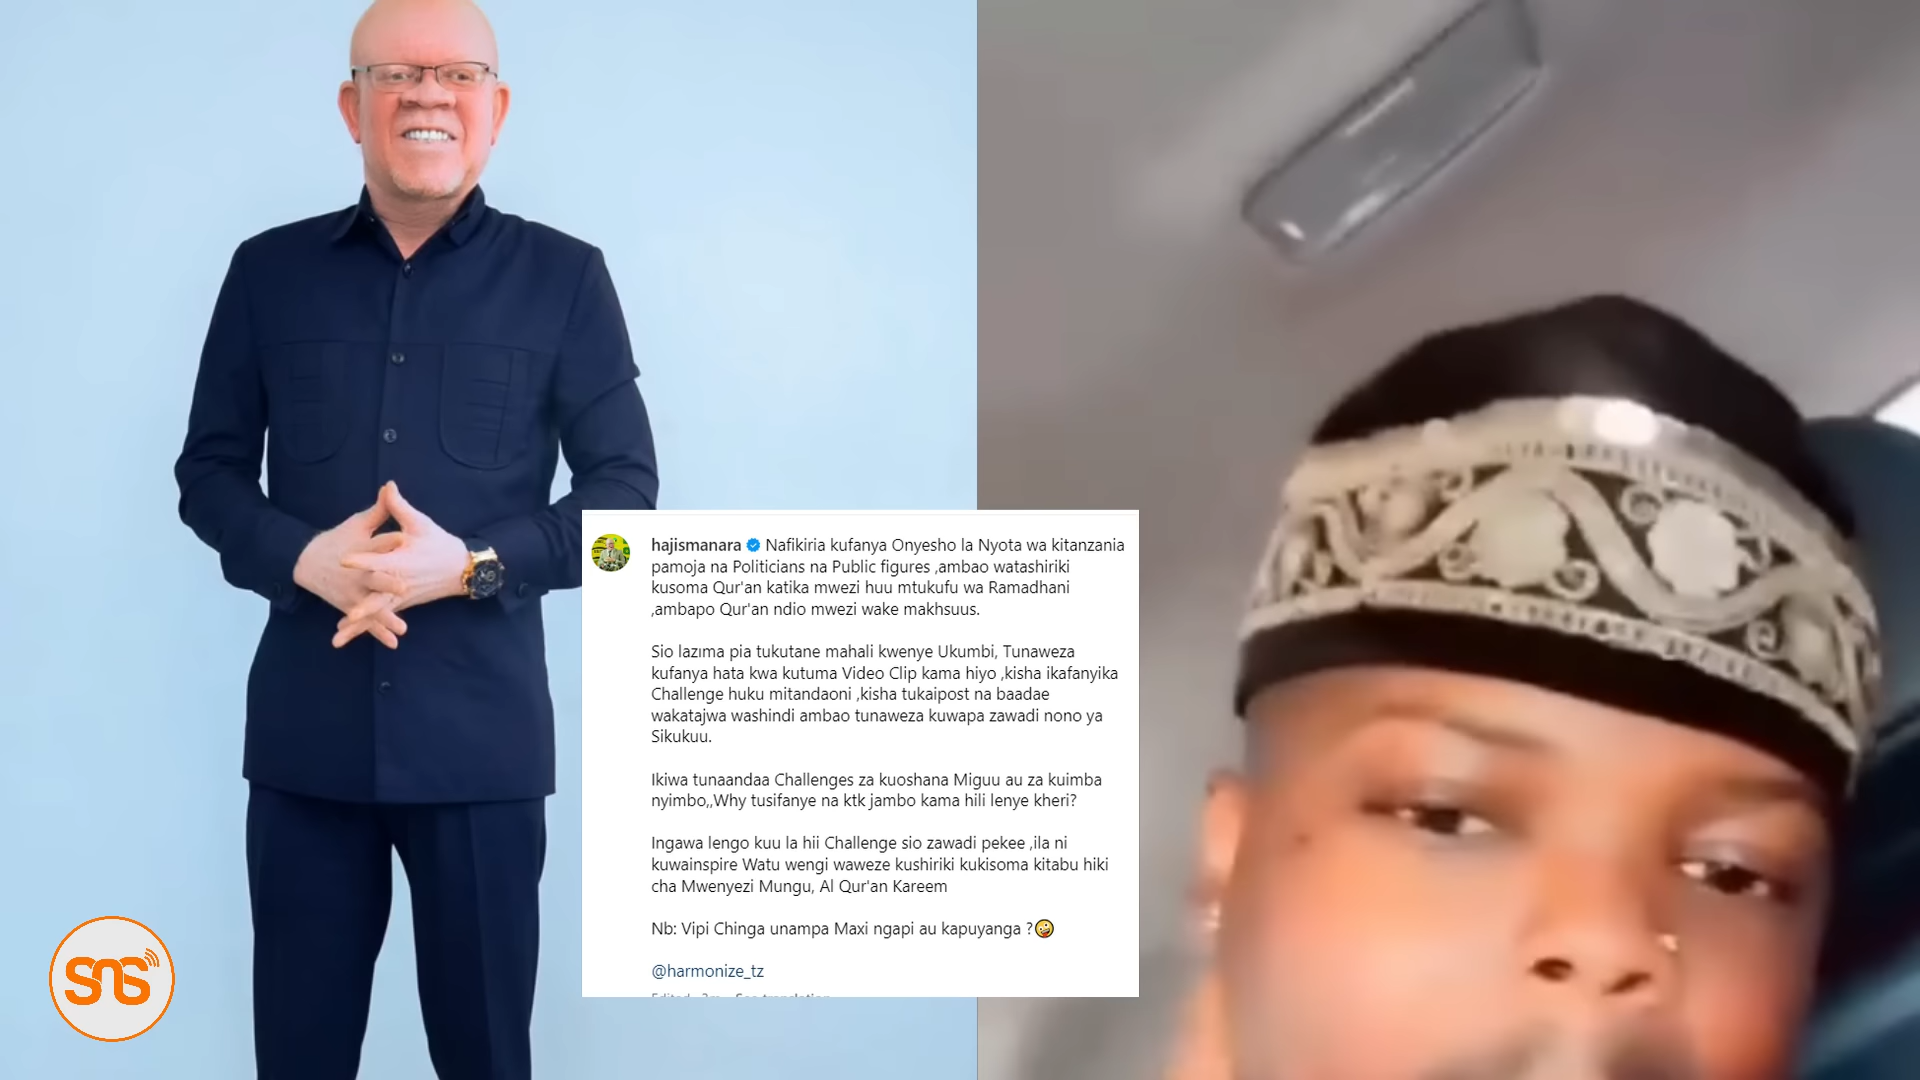 hajismanara Nafikiria kufanya Onyesho la Nyota wa kitanzania
pamoja na Politicians na Public figures ,ambao watashiriki
kusoma Qur'an katika mwezi huu mtukufu wa Ramadhani
,ambapo Qur'an ndio mwezi wake makhsuus.
Sio lazıma pia tukutane mahali kwenye Ukumbi, Tunaweza
kufanya hata kwa kutuma Video Clip kama hiyo ,kisha ikafanyika
Challenge huku mitandaoni ,kisha tukaipost na baadae
wakatajwa washindi ambao tunaweza kuwapa zawadi nono ya
Sikukuu.
Ikiwa tunaandaa Challenges za kuoshana Miguu au za kuimba
nyimbo,,Why tusifanye na ktk jambo kama hili lenye kheri?
Ingawa lengo kuu la hii Challenge sio zawadi pekee ,ila ni
kuwainspire Watu wengi waweze kushiriki kukisoma kitabu hiki
cha Mwenyezi Mungu, Al Qur'an Kareem
Nb: Vipi Chinga unampa Maxi ngapi au kapuyanga ?🤪
@harmonize_tz
SNS